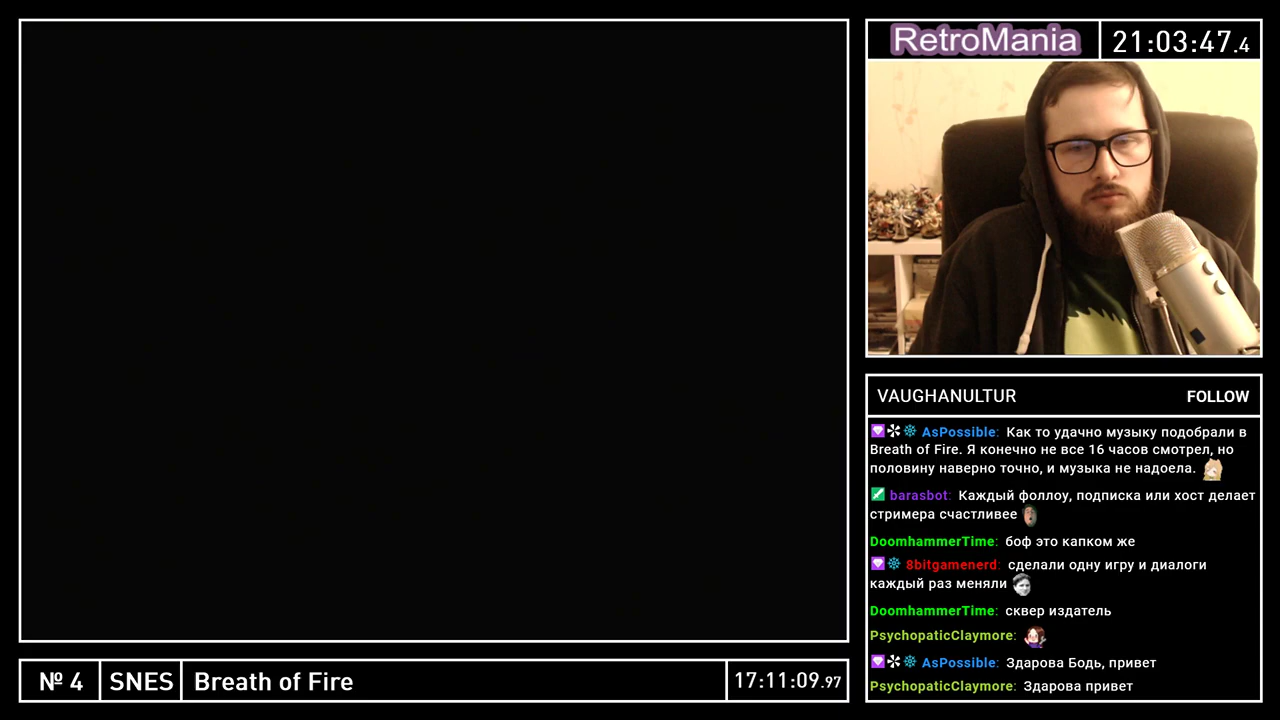 RetroMania
21:03:47.4
VAUGHANULTUR
FOLLOW
AsPossible: Как то удачно музыку подобрали в
Breath of Fire. Я конечно не все 16 часов смотрел, но
половину наверно точно, и музыка не надоела.
barasbot: Каждый фоллоу, подписка или хост делает
стримера счастливее
DoomhammerTime: боф это капком же
8bitgamenerd: сделали одну игру и диалоги
каждый раз меняли
DoomhammerTime: сквер издатель
PsychopaticClaymore:
AsPossible: Здарова Бодь, привет
PsychopaticClaymore: Здарова привет
№ 4
SNES
Breath of Fire
17:11:09.97